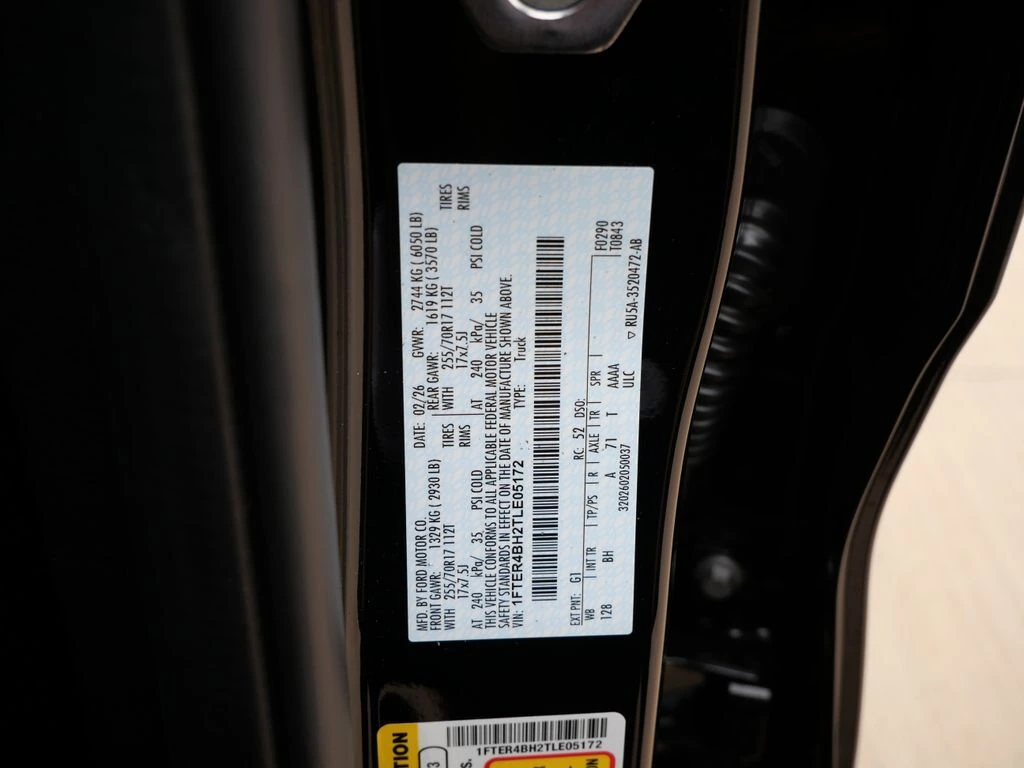 MFD. BY FORD MOTOR CO.
DATE: 02/26 GVWR: 2744 KG ( 6050 LB)
FRONT GAWR: 1329 KG ( 2930 LB)
REAR GAWR: 1619 KG ( 3570 LB)
WITH 255/70R17 112T TIRES
WITH 255/70R17 112T TIRES
17x7.5J RIMS
17x7.5J RIMS
AT 240 kPa/ 35 PSI COLD
AT 240 kPa/ 35 PSI COLD
THIS VEHICLE CONFORMS TO ALL APPLICABLE FEDERAL MOTOR VEHICLE
SAFETY STANDARDS IN EFFECT ON THE DATE OF MANUFACTURE SHOWN ABOVE.
VIN: 1FTER4BH2TLE05172 TYPE: Truck
EXT PNT: G1 RC: 52 DSO: F0290
WB INT TR TP/PS R AXLE TR SPR T0843
128 BH A 71 T AAAA
3202602050037 ULC ▽ RU5A-3520472-AB
1FTER4BH2TLE05172